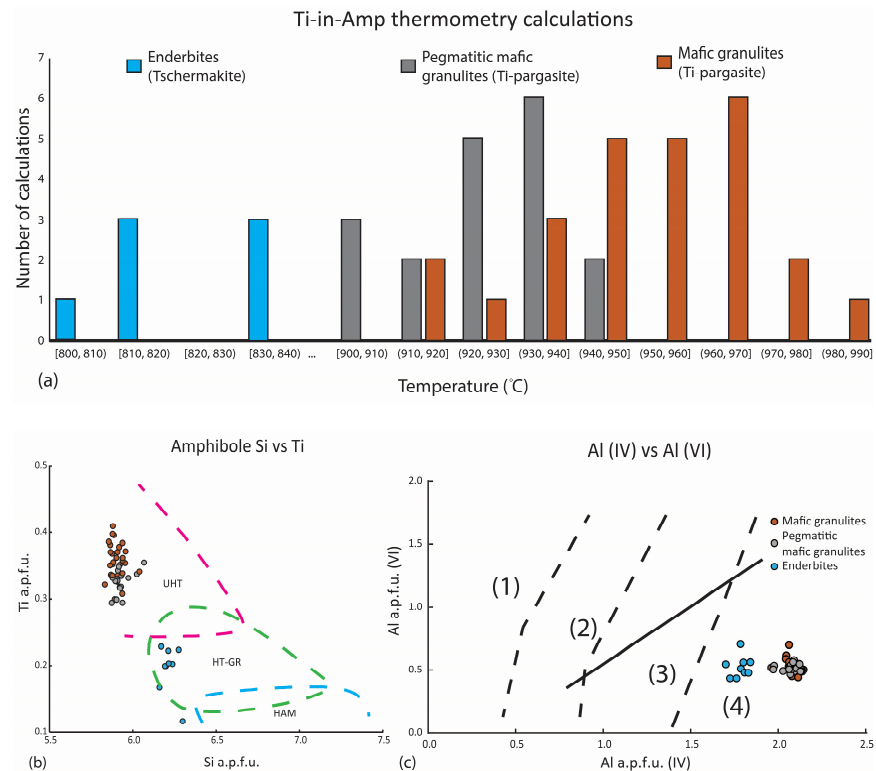 Ti-in-Amp thermometry calculations
Enderbites
(Tschermakite)
Pegmatitic mafic
granulites (Ti-pargasite)
Mafic granulites
(Ti-pargasite)
Number of calculations
7
6
5
4
3
2
1
0
[800, 810) [810, 820) [820, 830) [830, 840) ... [900, 910) (910, 920] (920, 930] (930, 940] (940, 950] (950, 960] (960, 970] (970, 980] (980, 990]
(a)
Temperature (°C)
Amphibole Si vs Ti
Ti a.p.f.u.
0.5
0.4
0.3
0.2
0.1
UHT
HT-GR
HAM
5.5 6.0 6.5 7.0 7.5
(b)
Si a.p.f.u.
Al (IV) vs Al (VI)
Al a.p.f.u. (VI)
2.0
1.5
1.0
0.5
0.0
Mafic granulites
Pegmatitic
mafic granulites
Enderbites
(1)
(2)
(3)
(4)
0.0 0.5 1.0 1.5 2.0 2.5
(c)
Al a.p.f.u. (IV)